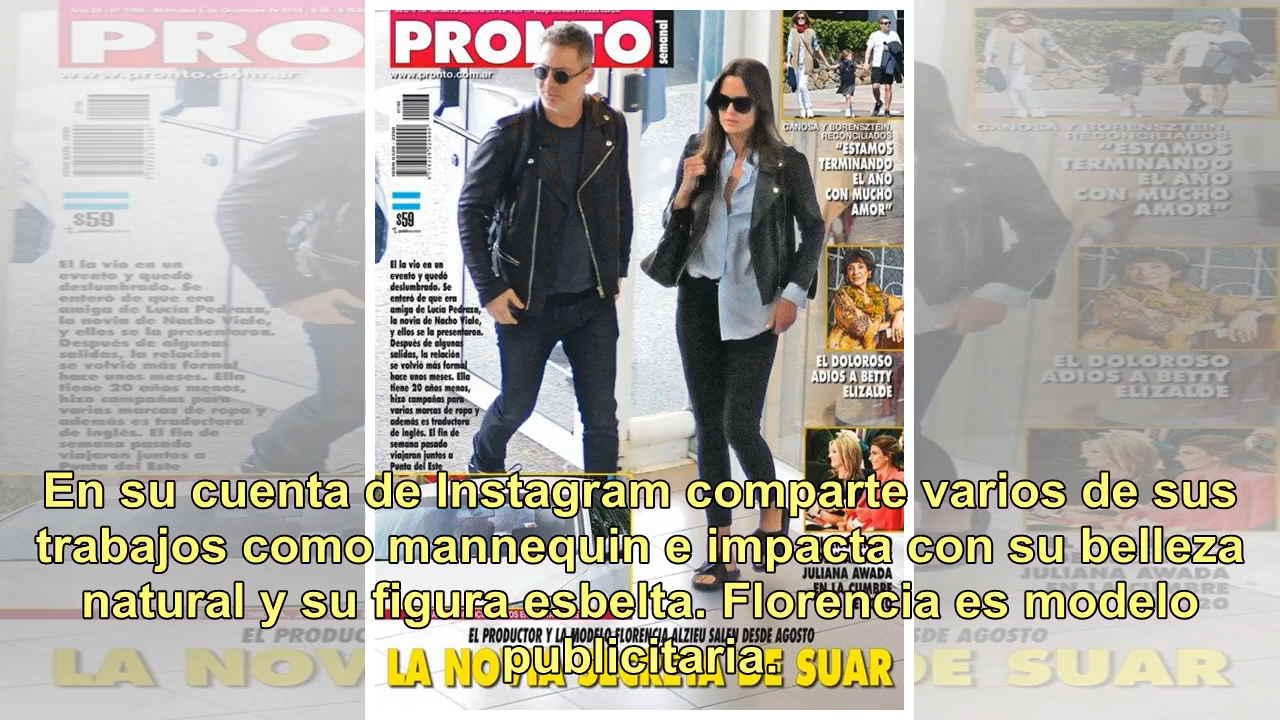 PRONTO
semanal
www.pronto.com.ar
$59
El la vio en un
evento y quedó
deslumbrado. Se
enteró de que era
amiga de Lucía Pedraza,
la novia de Nacho Viale,
y ellos se la presentaron.
Después de algunas
salidas, la relación
se volvió más formal
hace unos meses. Ella
tiene 20 años menos,
hizo campañas para
varias marcas de ropa y
además es traductora
de inglés. El fin de
semana pasado
viajaron juntos a
Punta del Este
CANOSA Y BORENSZTEIN,
RECONCILIADOS
"ESTAMOS
TERMINANDO
EL AÑO
CON MUCHO
AMOR"
EL DOLOROSO
ADIOS A BETTY
ELIZALDE
JULIANA AWADA
EN LA CUMBRE
En su cuenta de Instagram comparte varios de sus
trabajos como mannequin e impacta con su belleza
natural y su figura esbelta. Florencia es modelo
publicitaria.
EL PRODUCTOR Y LA MODELO FLORENCIA ALZIEU SALEN DESDE AGOSTO
LA NOVIA SECRETA DE SUAR